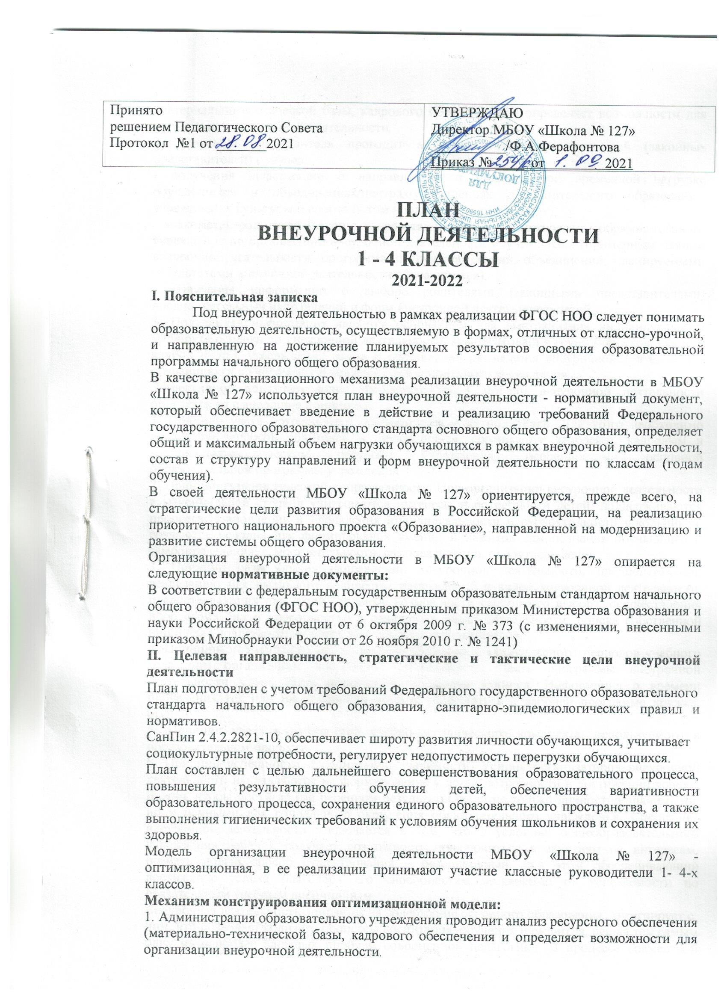 Принято
решением Педагогического Совета
Протокол №1 от 28.08. 2021
УТВЕРЖДАЮ
Директор МБОУ «Школа № 127»
/Ф.А.Ферафонтова
Приказ № от 1. 09 2021
ДЛЯ
ДОКУМЕНТОВ
ПЛАН
ВНЕУРОЧНОЙ ДЕЯТЕЛЬНОСТИ
1 - 4 КЛАССЫ
2021-2022
I. Пояснительная записка
Под внеурочной деятельностью в рамках реализации ФГОС НОО следует понимать
образовательную деятельность, осуществляемую в формах, отличных от классно-урочной,
и направленную на достижение планируемых результатов освоения образовательной
программы начального общего образования.
В качестве организационного механизма реализации внеурочной деятельности в МБОУ
«Школа № 127» используется план внеурочной деятельности - нормативный документ,
который обеспечивает введение в действие и реализацию требований Федерального
государственного образовательного стандарта основного общего образования, определяет
общий и максимальный объем нагрузки обучающихся в рамках внеурочной деятельности,
состав и структуру направлений и форм внеурочной деятельности по классам (годам
обучения).
В своей деятельности МБОУ «Школа № 127» ориентируется, прежде всего, на
стратегические цели развития образования в Российской Федерации, на реализацию
приоритетного национального проекта «Образование», направленной на модернизацию и
развитие системы общего образования.
Организация внеурочной деятельности в МБОУ «Школа № 127» опирается на
следующие нормативные документы:
В соответствии с федеральным государственным образовательным стандартом начального
общего образования (ФГОС НОО), утвержденным приказом Министерства образования и
науки Российской Федерации от 6 октября 2009 г. № 373 (с изменениями, внесенными
приказом Минобрнауки России от 26 ноября 2010 г. № 1241)
II. Целевая направленность, стратегические и тактические цели внеурочной
деятельности
План подготовлен с учетом требований Федерального государственного образовательного
стандарта начального общего образования, санитарно-эпидемиологических правил и
нормативов.
СанПин 2.4.2.2821-10, обеспечивает широту развития личности обучающихся, учитывает
социокультурные потребности, регулирует недопустимость перегрузки обучающихся.
План составлен с целью дальнейшего совершенствования образовательного процесса,
повышения результативности обучения детей, обеспечения вариативности
образовательного процесса, сохранения единого образовательного пространства, а также
выполнения гигиенических требований к условиям обучения школьников и сохранения их
здоровья.
Модель организации внеурочной деятельности МБОУ «Школа № 127» -
оптимизационная, в ее реализации принимают участие классные руководители 1- 4-х
классов.
Механизм конструирования оптимизационной модели:
1. Администрация образовательного учреждения проводит анализ ресурсного обеспечения
(материально-технической базы, кадрового обеспечения и определяет возможности для
организации внеурочной деятельности.